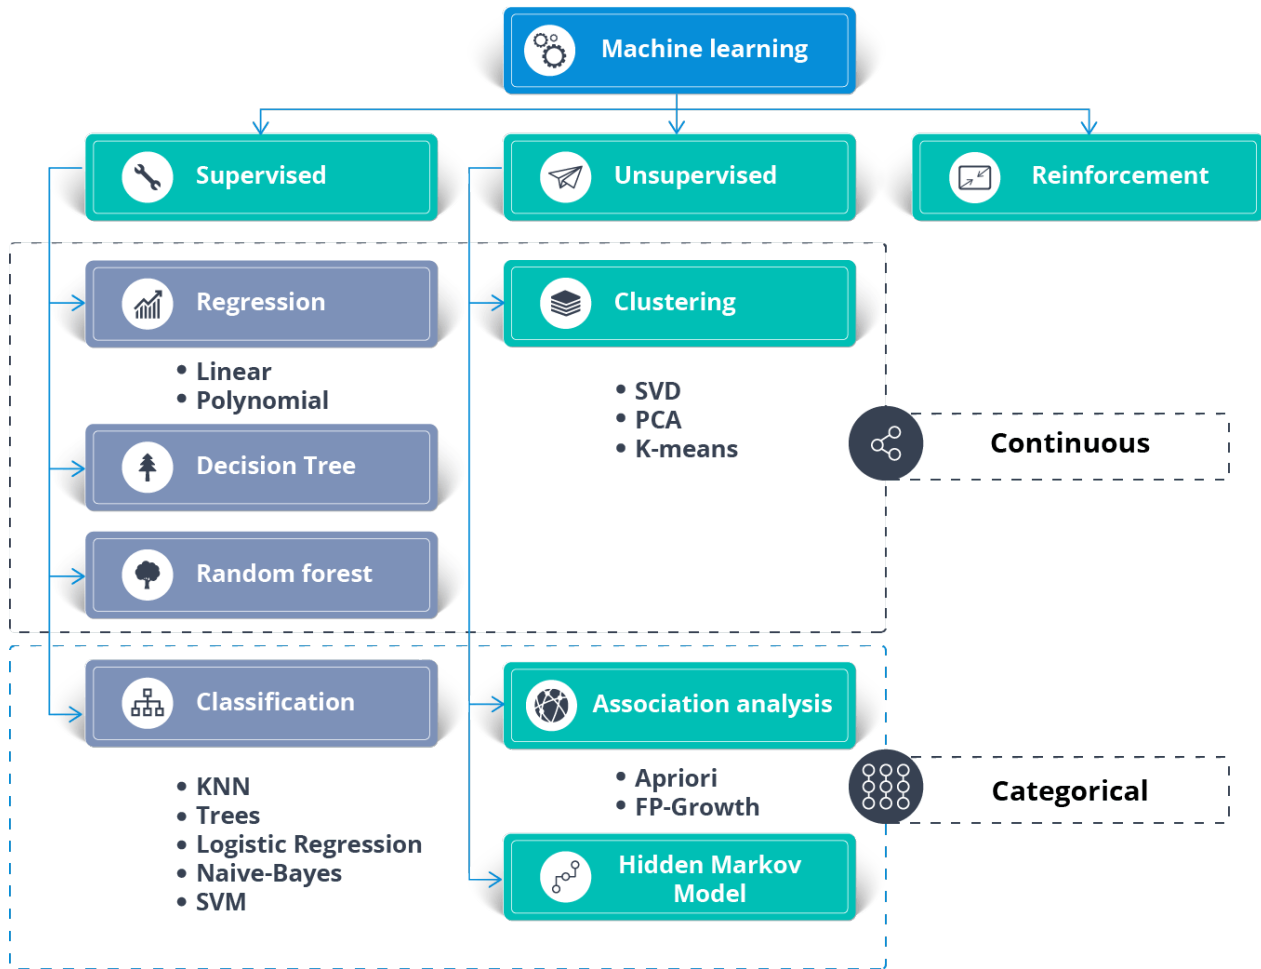 Machine learning
Supervised
Unsupervised
Reinforcement
Regression
Linear
Polynomial
Decision Tree
Random forest
Clustering
SVD
PCA
K-means
Continuous
Classification
KNN
Trees
Logistic Regression
Naive-Bayes
SVM
Association analysis
Apriori
FP-Growth
Hidden Markov
Model
Categorical